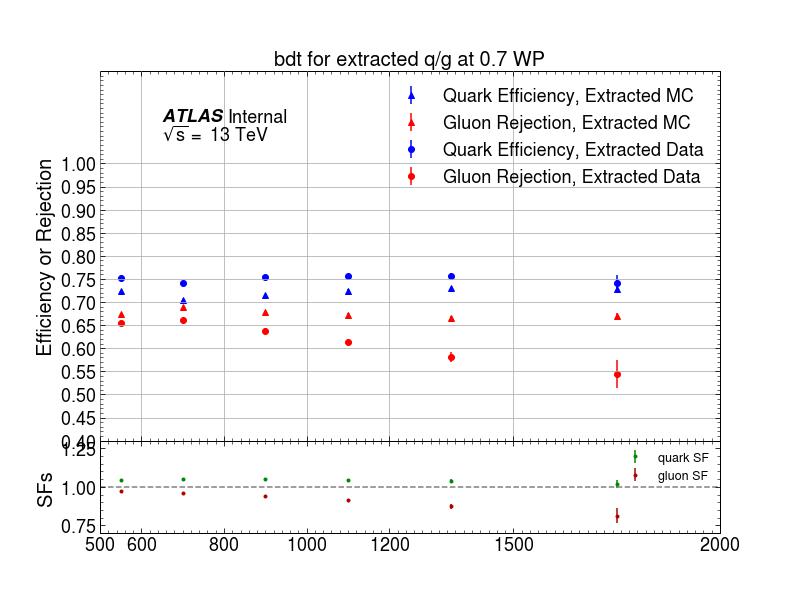 bdt for extracted q/g at 0.7 WP
ATLAS Internal
√s = 13 TeV
Quark Efficiency, Extracted MC
Gluon Rejection, Extracted MC
Quark Efficiency, Extracted Data
Gluon Rejection, Extracted Data
Efficiency or Rejection
1.00
0.95
0.90
0.85
0.80
0.75
0.70
0.65
0.60
0.55
0.50
0.45
0.40
SFs
1.25
1.00
0.75
quark SF
gluon SF
500 600 800 1000 1200 1500 2000